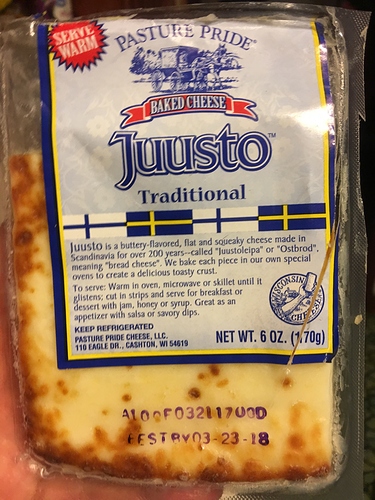 SERVE
WARM
PASTURE PRIDE®
BAKED CHEESE
Juusto™
Traditional
Juusto is a buttery-flavored, flat and squeaky cheese made in
Scandinavia for over 200 years--called "Juustoleipa" or "Ostbrod",
meaning "bread cheese". We bake each piece in our own special
ovens to create a delicious toasty crust.
To serve: Warm in oven, microwave or skillet until it
glistens; cut in strips and serve for breakfast or
dessert with jam, honey or syrup. Great as an
appetizer with salsa or savory dips.
WISCONSIN
CHEESE
KEEP REFRIGERATED
PASTURE PRIDE CHEESE, LLC.
110 EAGLE DR., CASHTON, WI 54619
NET WT. 6 OZ. (170g)
BEST BY 03-23-18